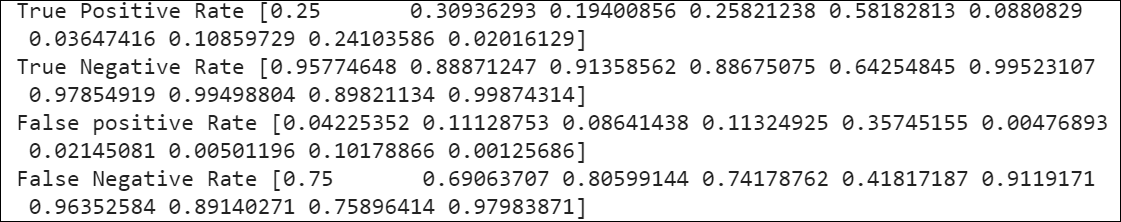 True Positive Rate [0.25       0.30936293 0.19400856 0.25821238 0.58182813 0.0880829
 0.03647416 0.10859729 0.24103586 0.02016129]
True Negative Rate [0.95774648 0.88871247 0.91358562 0.88675075 0.64254845 0.99523107
 0.97854919 0.99498804 0.89821134 0.99874314]
False positive Rate [0.04225352 0.11128753 0.08641438 0.11324925 0.35745155 0.00476893
 0.02145081 0.00501196 0.10178866 0.00125686]
False Negative Rate [0.75       0.69063707 0.80599144 0.74178762 0.41817187 0.9119171
 0.96352584 0.89140271 0.75896414 0.97983871]